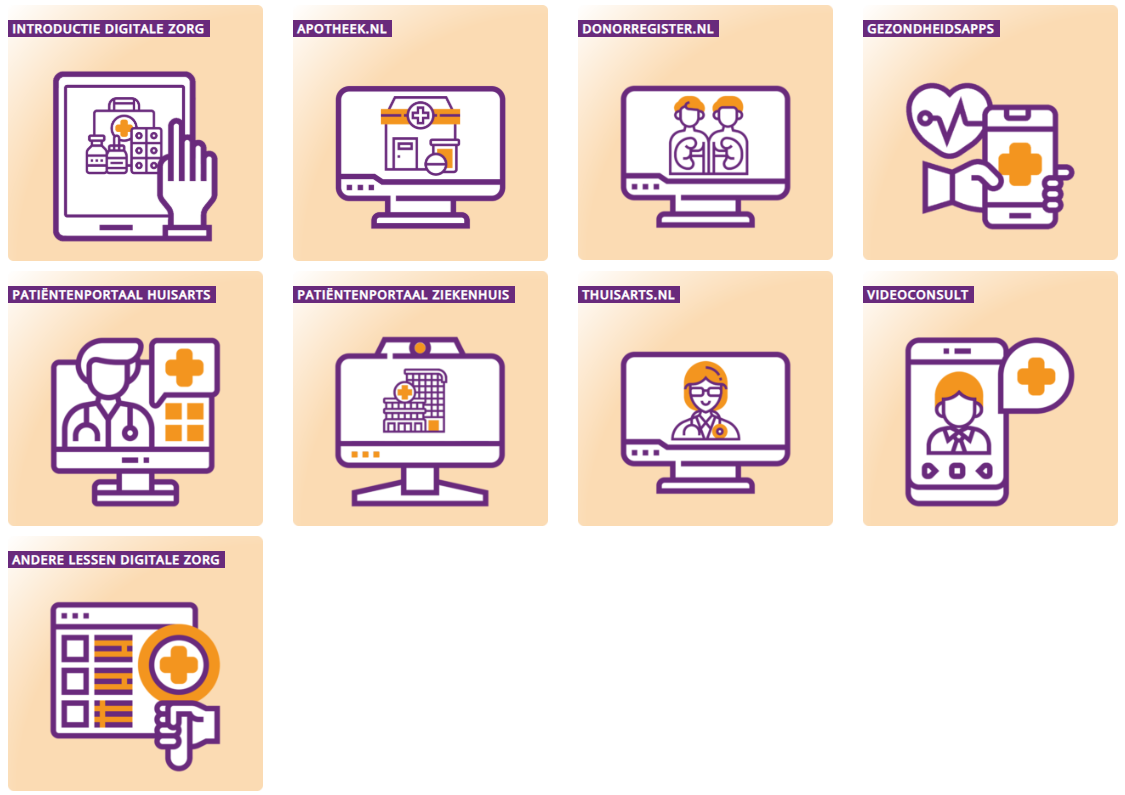 INTRODUCTIE DIGITALE ZORG
APOTHEEK.NL
DONORREGISTER.NL
GEZONDHEIDSAPPS
PATIËNTENPORTAAL HUISARTS
PATIËNTENPORTAAL ZIEKENHUIS
THUISARTS.NL
VIDEOCONSULT
ANDERE LESSEN DIGITALE ZORG